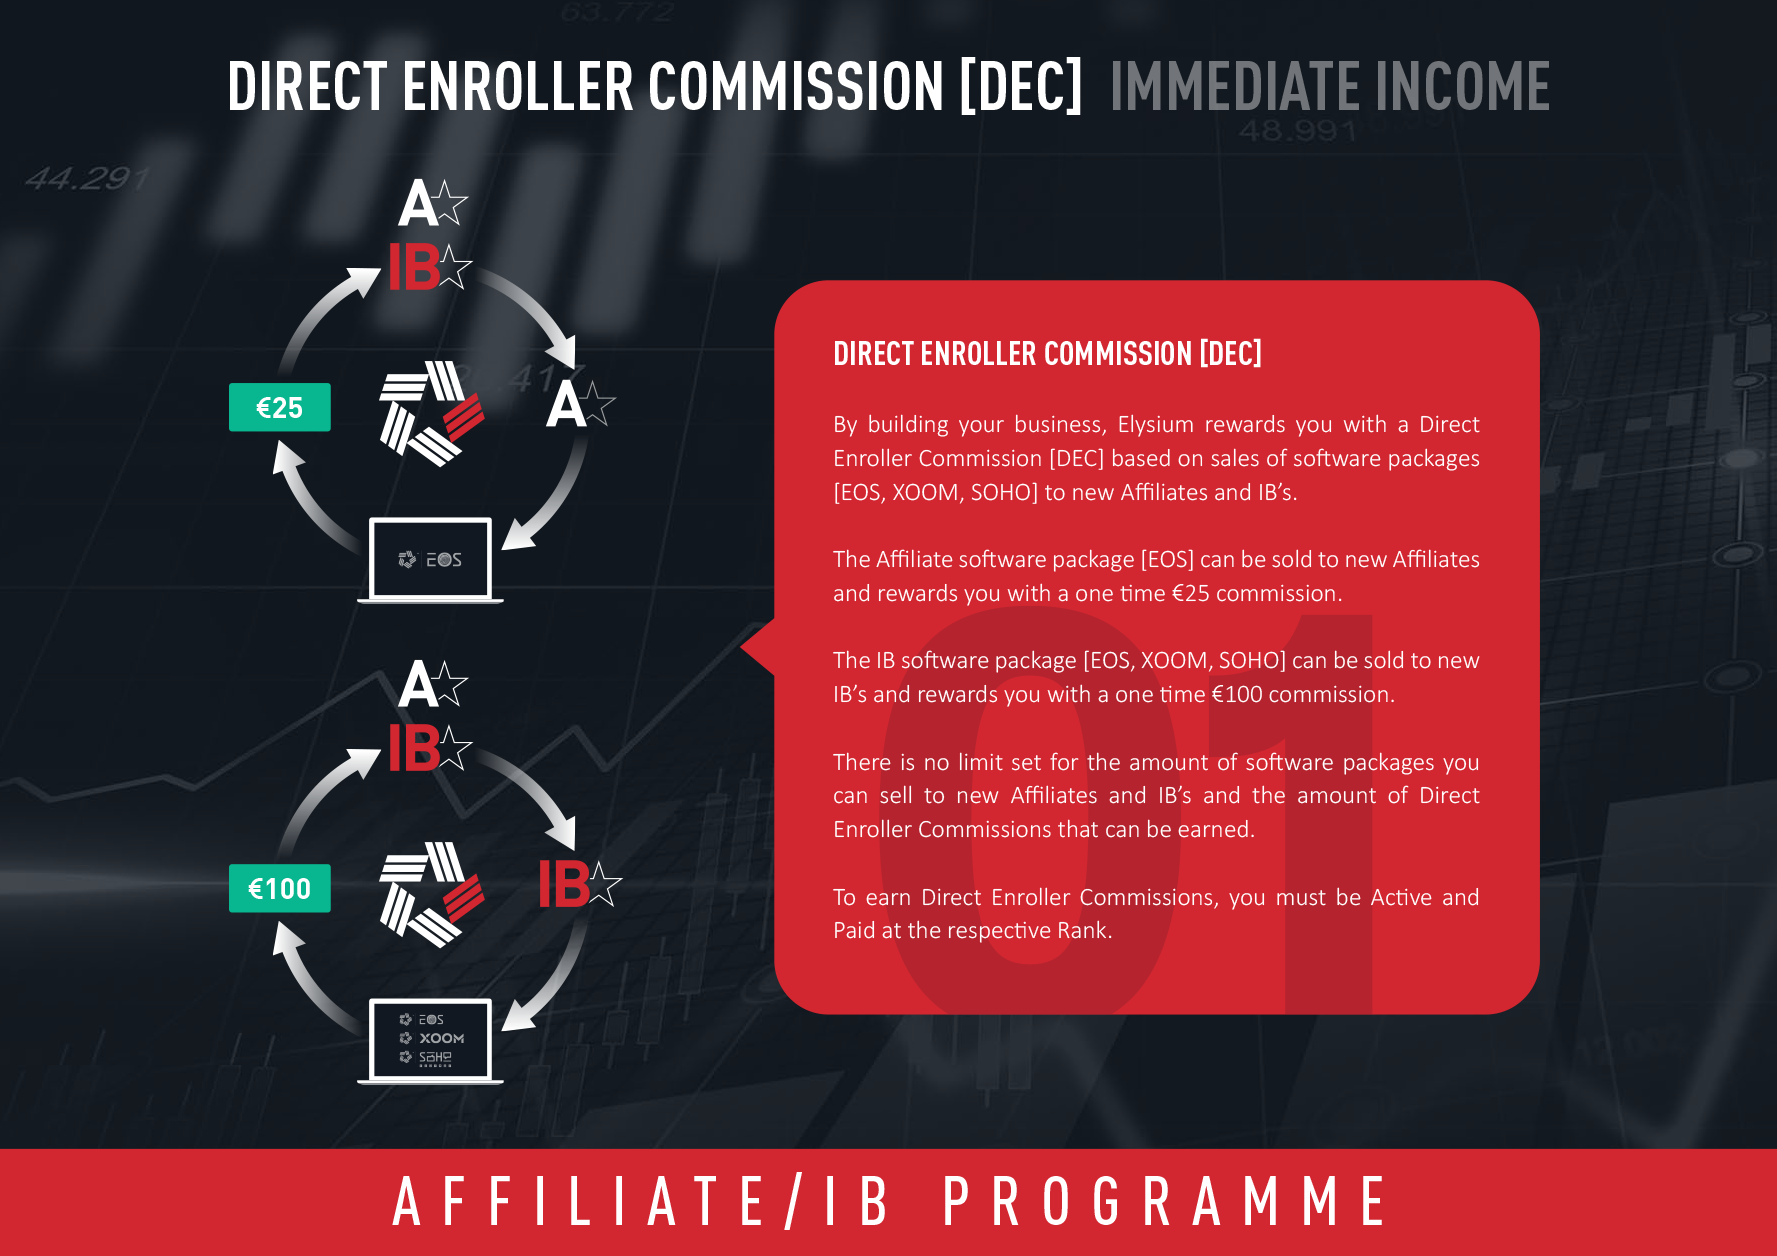 63.772
DIRECT ENROLLER COMMISSION [DEC] IMMEDIATE INCOME
48.991
44.291
A
IB
.417
€25
A
EOS
A
IB
€100
IB
EOS
XOOM
SOHO
DIRECT ENROLLER COMMISSION [DEC]
By building your business, Elysium rewards you with a Direct
Enroller Commission [DEC] based on sales of software packages
[EOS, XOOM, SOHO] to new Affiliates and IB’s.
The Affiliate software package [EOS] can be sold to new Affiliates
and rewards you with a one time €25 commission.
The IB software package [EOS, XOOM, SOHO] can be sold to new
IB’s and rewards you with a one time €100 commission.
There is no limit set for the amount of software packages you
can sell to new Affiliates and IB’s and the amount of Direct
Enroller Commissions that can be earned.
To earn Direct Enroller Commissions, you must be Active and
Paid at the respective Rank.
01
AFFILIATE/IB PROGRAMME